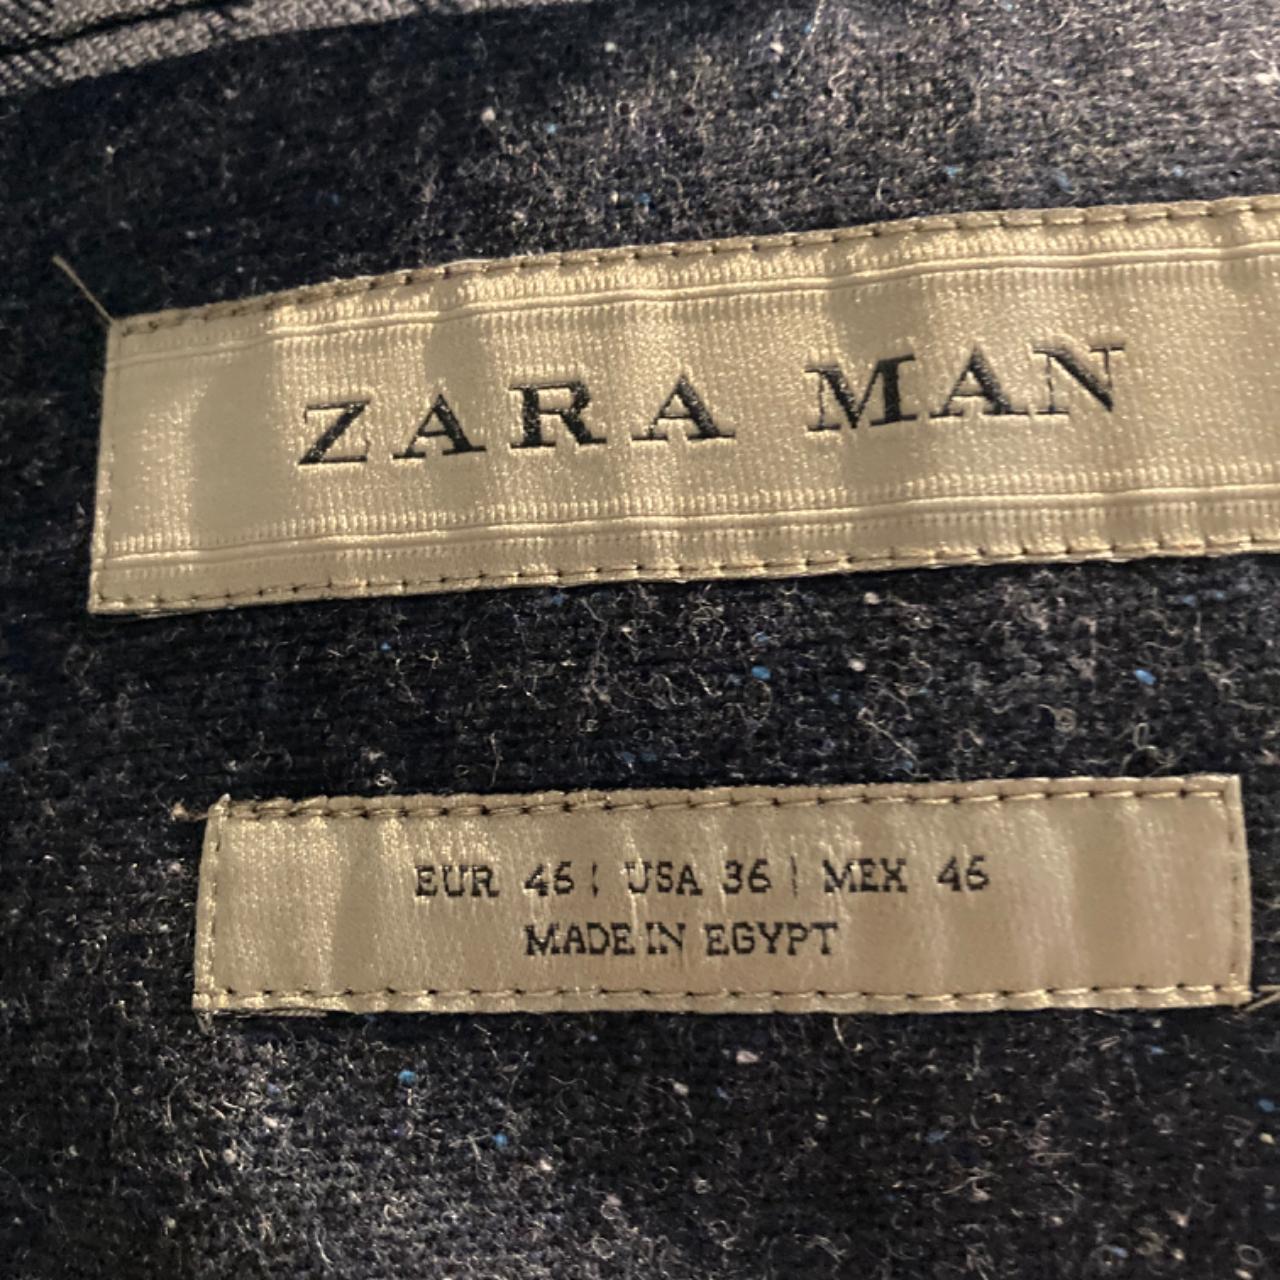 ZARA MAN
EUR 46 | USA 36 | MEX 46
MADE IN EGYPT